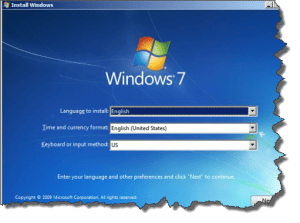 Install Windows
Windows 7
Language to install: English
Time and currency format: English (United States)
Keyboard or input method: US
Enter your language and other preferences and click "Next" to continue.
Copyright © 2009 Microsoft Corporation. All rights reserved.